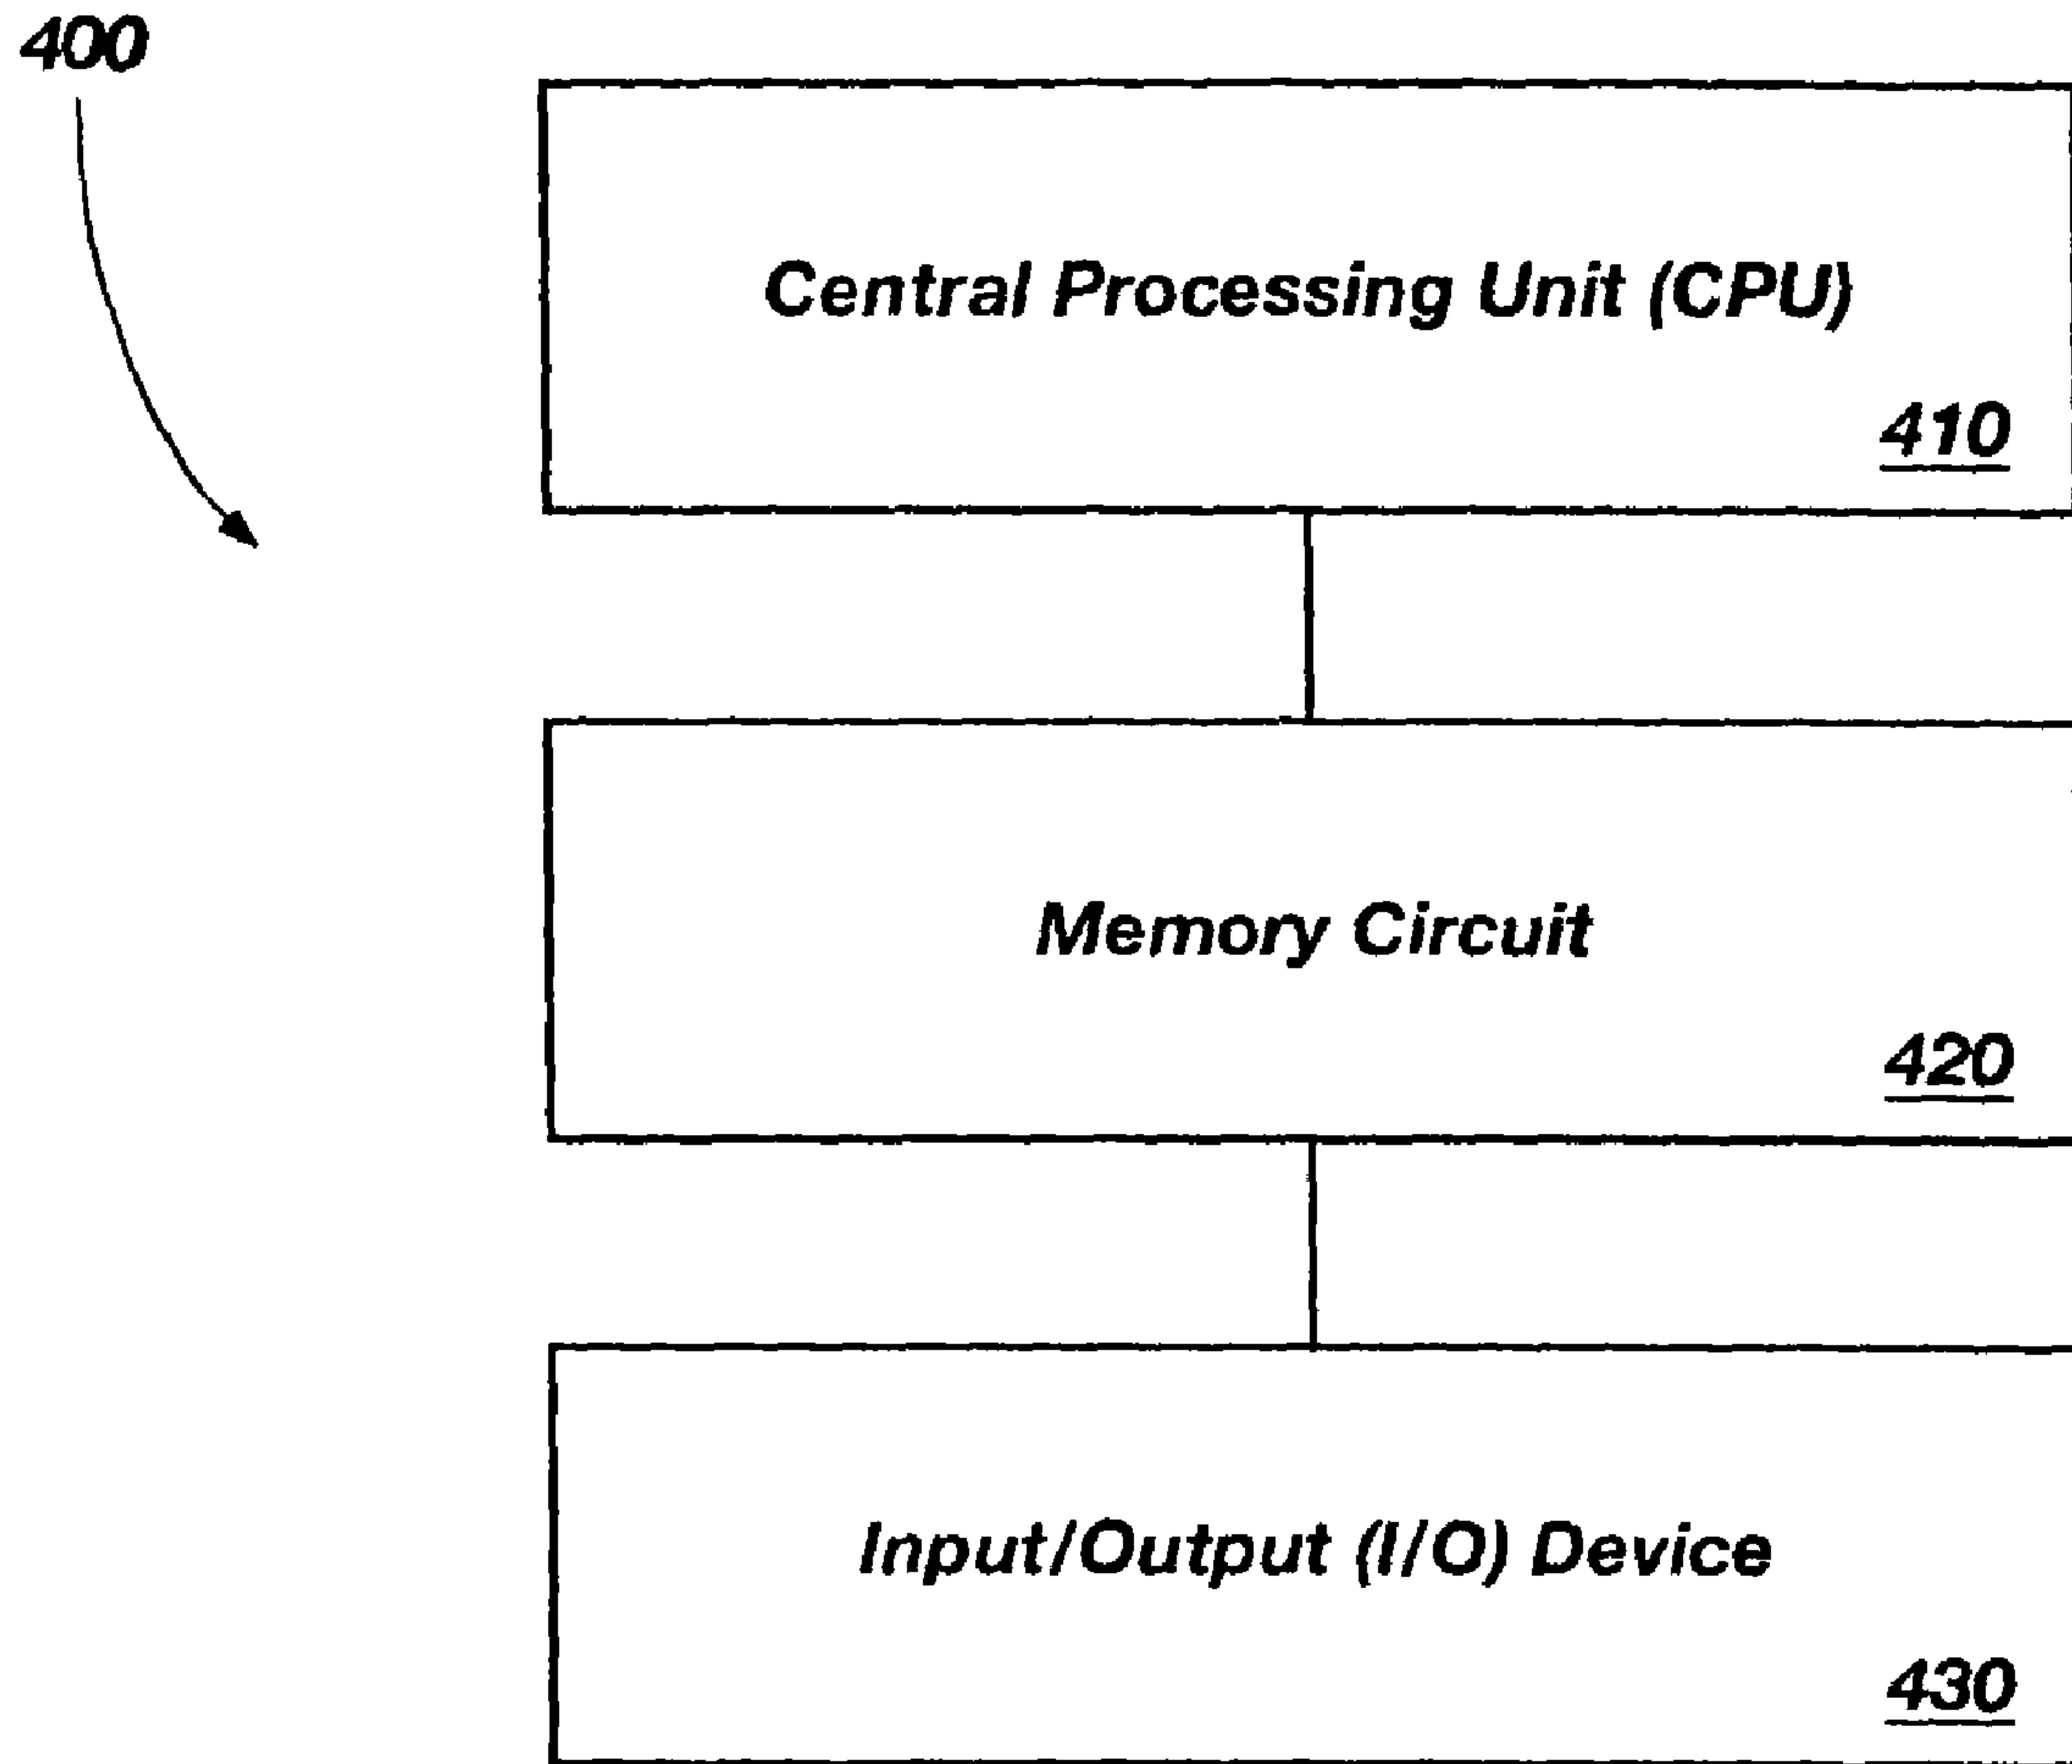 400
Central Processing Unit (CPU)
410
Memory Circuit
420
Input/Output (I/O) Device
430